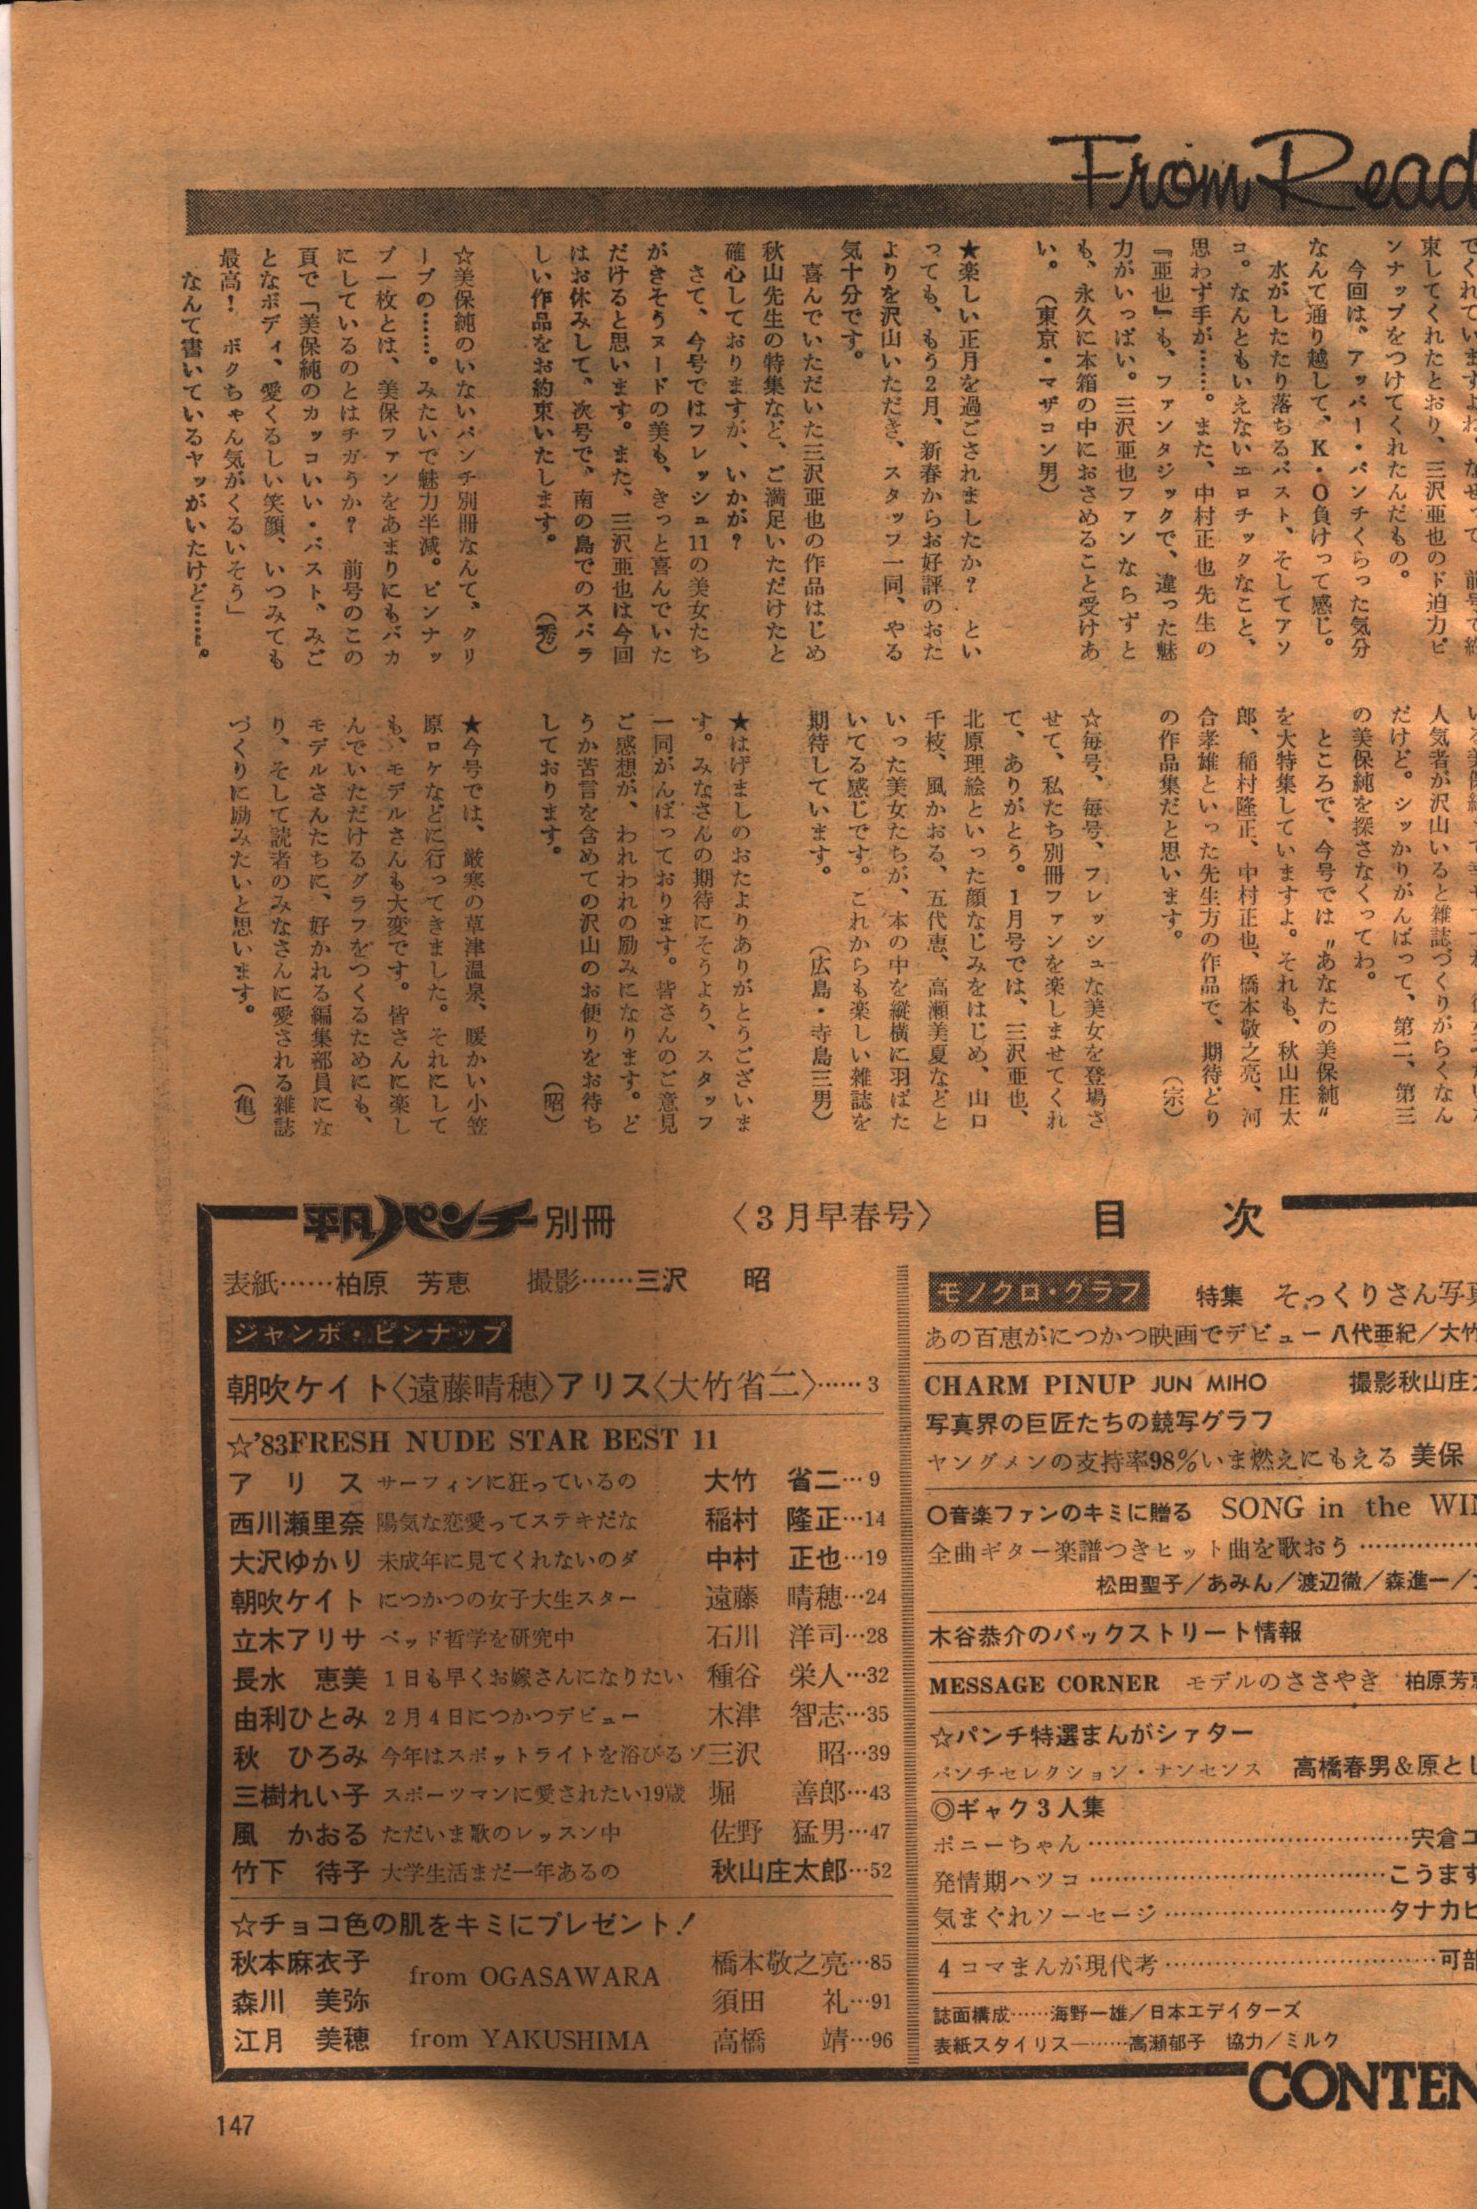 From Read
でくれていますよね。なぜって、前号で約
束してくれたとおり、三沢亜也のド迫力ピ
ンナップをつけてくれたんだもの。
今回は。アッパー・パンチくらった気分
なんて通り越して、K・O負けって感じ。
水がしたたり落ちるバスト、そしてアソ
コ。なんともいえないエロチックなこと、
思わず手が……。また、中村正也先生の
『亜也』も、ファンタジックで、違った魅
力がいっぱい。三沢亜也ファンならずと
も、永久に本箱の中におさめること受けあ
い。（東京・マザコン男）
★楽しい正月を過ごされましたか？ とい
っても、もう2月、新春からお好評のおた
よりを沢山いただき、スタッフ一同、やる
気十分です。
喜んでいただいた三沢亜也の作品はじめ
秋山先生の特集など、ご満足いただけたと
確心しておりますが、いかが？
さて、今号ではフレッシュ11の美女たち
がきそうヌードの美も、きっと喜んでいた
だけると思います。また、三沢亜也は今回
はお休みして、次号で、南の島でのスバラ
しい作品をお約束いたします。（秀）
☆美保純のいないパンチ別冊なんて、クリ
ープの……。みたいで魅力半減。ピンナッ
プ一枚とは、美保ファンをあまりにもバカ
にしているのとはチガうか？ 前号のこの
頁で「美保純のカッコいい・バスト、みご
となボディ、愛くるしい笑顔、いつみても
最高！ ボクちゃん気がくるいそう」
なんて書いているヤツがいたけど……。
人気者が沢山いると雑誌づくりがらくなん
だけど。シッかりがんばって、第二、第三
の美保純を探さなくってわ。
ところで、今号では〝あなたの美保純〟
を大特集していますよ。それも、秋山庄太
郎、稲村隆正、中村正也、橋本敬之亮、河
合孝雄といった先生方の作品で、期待どり
の作品集だと思います。（宗）
☆毎号、毎号、フレッシュな美女を登場さ
せて、私たち別冊ファンを楽しませてくれ
て、ありがとう。1月号では、三沢亜也、
北原理絵といった顔なじみをはじめ、山口
千枝、風かおる、五代恵、高瀬美夏などと
いった美女たちが、本の中を縦横に羽ばた
いてる感じです。これからも楽しい雑誌を
期待しています。（広島・寺島三男）
★はげましのおたよりありがとうございま
す。みなさんの期待にそうよう、スタッフ
一同がんばっております。皆さんのご意見
ご感想が、われわれの励みになります。ど
うか苦言を含めての沢山のお便りをお待ち
しております。（昭）
★今号では、厳寒の草津温泉、暖かい小笠
原ロケなどに行ってきました。それにして
も、モデルさんも大変です。皆さんに楽し
んでいただけるグラフをつくるためにも、
モデルさんたちに、好かれる編集部員にな
り、そして読者のみなさんに愛される雑誌
づくりに励みたいと思います。（亀）
平凡パンチ別冊 〈3月早春号〉 目次
表紙……柏原 芳恵 撮影……三沢 昭
ジャンボ・ピンナップ
朝吹ケイト〈遠藤晴穂〉アリス〈大竹省二〉……3
☆'83FRESH NUDE STAR BEST 11
アリス サーフィンに狂っているの 大竹 省二…9
西川瀬里奈 陽気な恋愛ってステキだな 稲村 隆正…14
大沢ゆかり 未成年に見てくれないのダ 中村 正也…19
朝吹ケイト にっかつの女子大生スター 遠藤 晴穂…24
立木アリサ ベッド哲学を研究中 石川 洋司…28
長水 恵美 1日も早くお嫁さんになりたい 種谷 栄人…32
由利ひとみ 2月4日につかつデビュー 木津 智志…35
秋 ひろみ 今年はスポットライトを浴びるゾ 三沢 昭…39
三樹れい子 スポーツマンに愛されたい19歳 堀 善郎…43
風 かおる ただいま歌のレッスン中 佐野 猛男…47
竹下 待子 大学生活まだ一年あるの 秋山庄太郎…52
☆チョコ色の肌をキミにプレゼント！
秋本麻衣子 from OGASAWARA 橋本敬之亮…85
森川 美弥 須田 礼…91
江月 美穂 from YAKUSHIMA 高橋 靖…96
モノクロ・グラフ 特集 そっくりさん写真
あの百恵がにつかつ映画でデビュー 八代亜紀／大竹
CHARM PINUP JUN MIHO 撮影秋山庄
写真界の巨匠たちの競写グラフ
ヤングメンの支持率98％いま燃えにもえる 美保
○音楽ファンのキミに贈る SONG in the WIN
全曲ギター楽譜つきヒット曲を歌おう……………
松田聖子／あみん／渡辺徹／森進一／
木谷恭介のバックストリート情報
MESSAGE CORNER モデルのささやき 柏原芳恵
☆パンチ特選まんがシァター
パンチセレクション・ナンセンス 高橋春男＆原とし
◎ギャク3人集
ポニーちゃん……………………………宍倉ユ
発情期ハツコ……………………………こうます
気まぐれソーセージ……………………タナカヒ
4コマまんが現代考……………………可部
誌面構成……海野一雄／日本エデイターズ
表紙スタイリスー……高瀬郁子 協力／ミルク
CONTEN
147